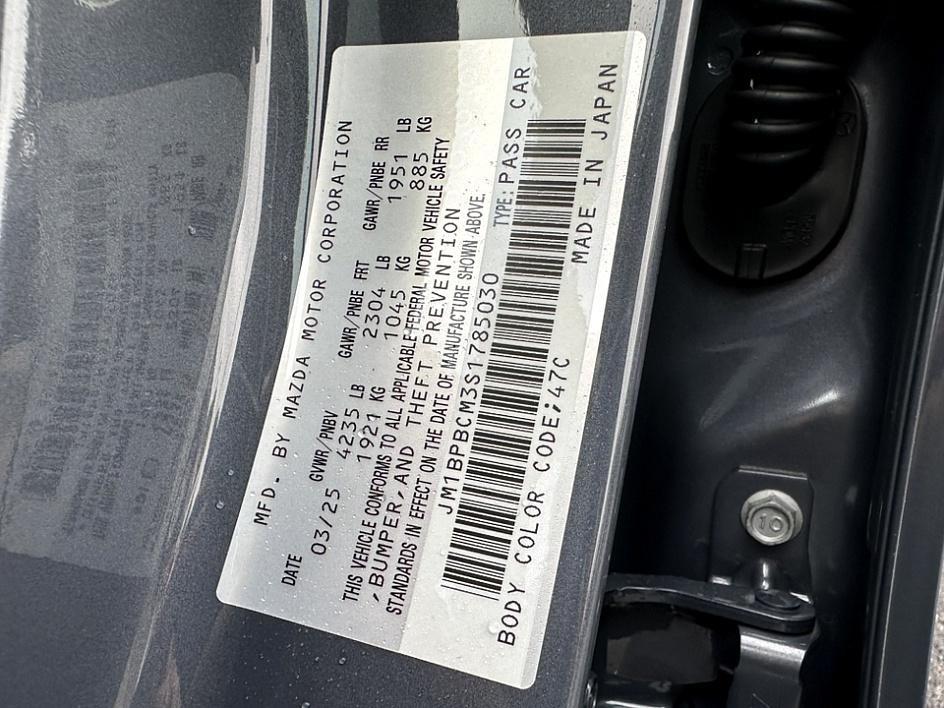 MFD. BY MAZDA MOTOR CORPORATION
DATE GVWR/PNBV GAWR/PNBE FRT GAWR/PNBE RR
03/25 4235 LB 2304 LB 1951 LB
1921 KG 1045 KG 885 KG
THIS VEHICLE CONFORMS TO ALL APPLICABLE FEDERAL MOTOR VEHICLE SAFETY
,BUMPER,AND THEFT PREVENTION
STANDARDS IN EFFECT ON THE DATE OF MANUFACTURE SHOWN ABOVE.
JM1BPBCM3S1785030 TYPE:PASS CAR
BODY COLOR CODE;47C MADE IN JAPAN
10